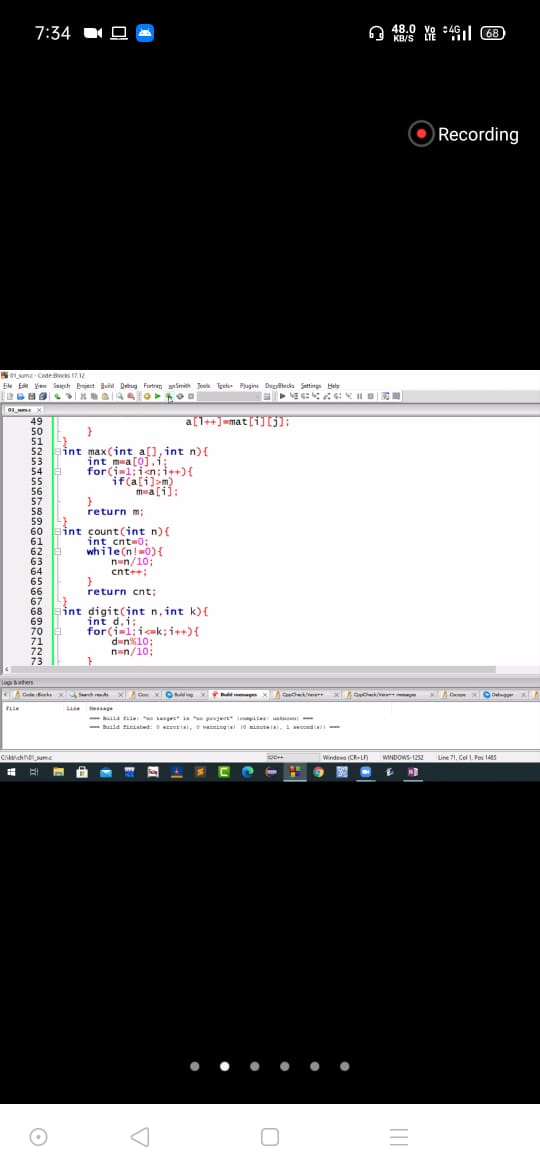 7:34 48.0 KB/S Vo LTE 4G 68
Recording
01_sum.c - Code::Blocks 17.12
File Edit View Search Project Build Debug Fortran wxSmith Tools Tools+ Plugins DoxyBlocks Settings Help
01_sum.c X
49 a[l++]=mat[i][j];
50 }
51 }
52 int max(int a[],int n){
53 int m=a[0],i;
54 for(i=1;i<n;i++){
55 if(a[i]>m)
56 m=a[i];
57 }
58 return m;
59 }
60 int count(int n){
61 int cnt=0;
62 while(n!=0){
63 n=n/10;
64 cnt++;
65 }
66 return cnt;
67 }
68 int digit(int n,int k){
69 int d,i;
70 for(i=1;i<=k;i++){
71 d=n%10;
72 n=n/10;
73 }
Logs & others
Code::Blocks X Search results X Cccc X Build log X Build messages X CppCheck/Vera++ X CppCheck/Vera++ messages X Cscope X Debugger X
File Line Message
=== Build file: "no target" in "no project" (compiler: unknown) ===
=== Build finished: 0 error(s), 0 warning(s) (0 minute(s), 1 second(s)) ===
C/C++ Windows (CR+LF) WINDOWS-1252 Line 71, Col 1, Pos 1485